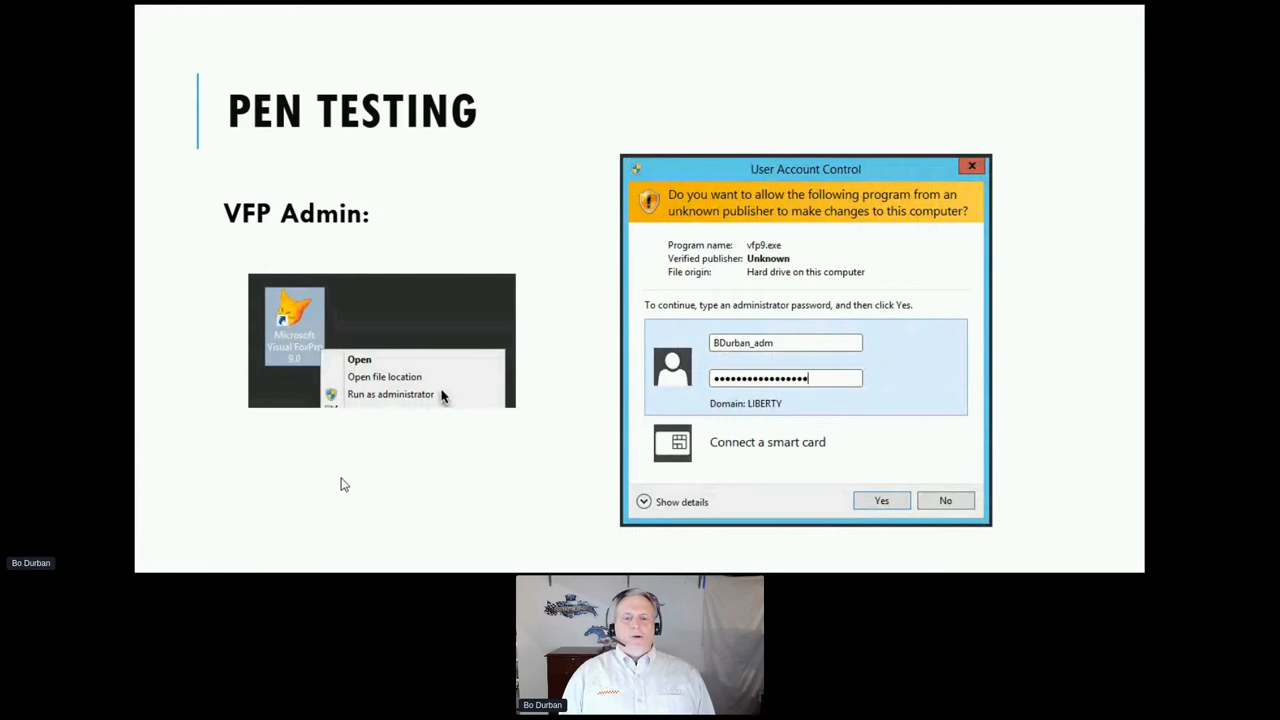 PEN TESTING
VFP Admin:
Microsoft
Visual FoxPro
9.0
Open
Open file location
Run as administrator
User Account Control
Do you want to allow the following program from an
unknown publisher to make changes to this computer?
Program name: vfp9.exe
Verified publisher: Unknown
File origin: Hard drive on this computer
To continue, type an administrator password, and then click Yes.
BDurban_adm
••••••••••••••••••
Domain: LIBERTY
Connect a smart card
Show details
Yes
No
Bo Durban
Bo Durban